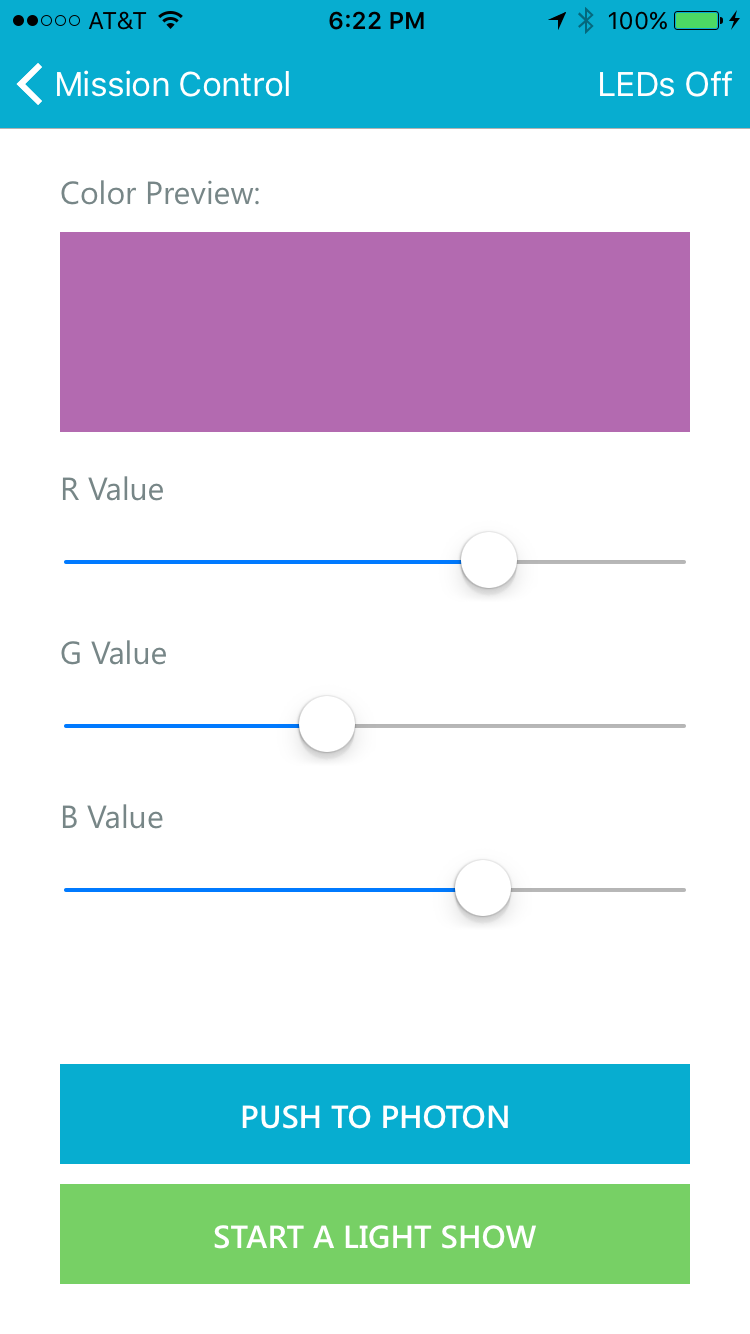 AT&T 6:22 PM 100%
Mission Control LEDs Off
Color Preview:
R Value
G Value
B Value
PUSH TO PHOTON
START A LIGHT SHOW